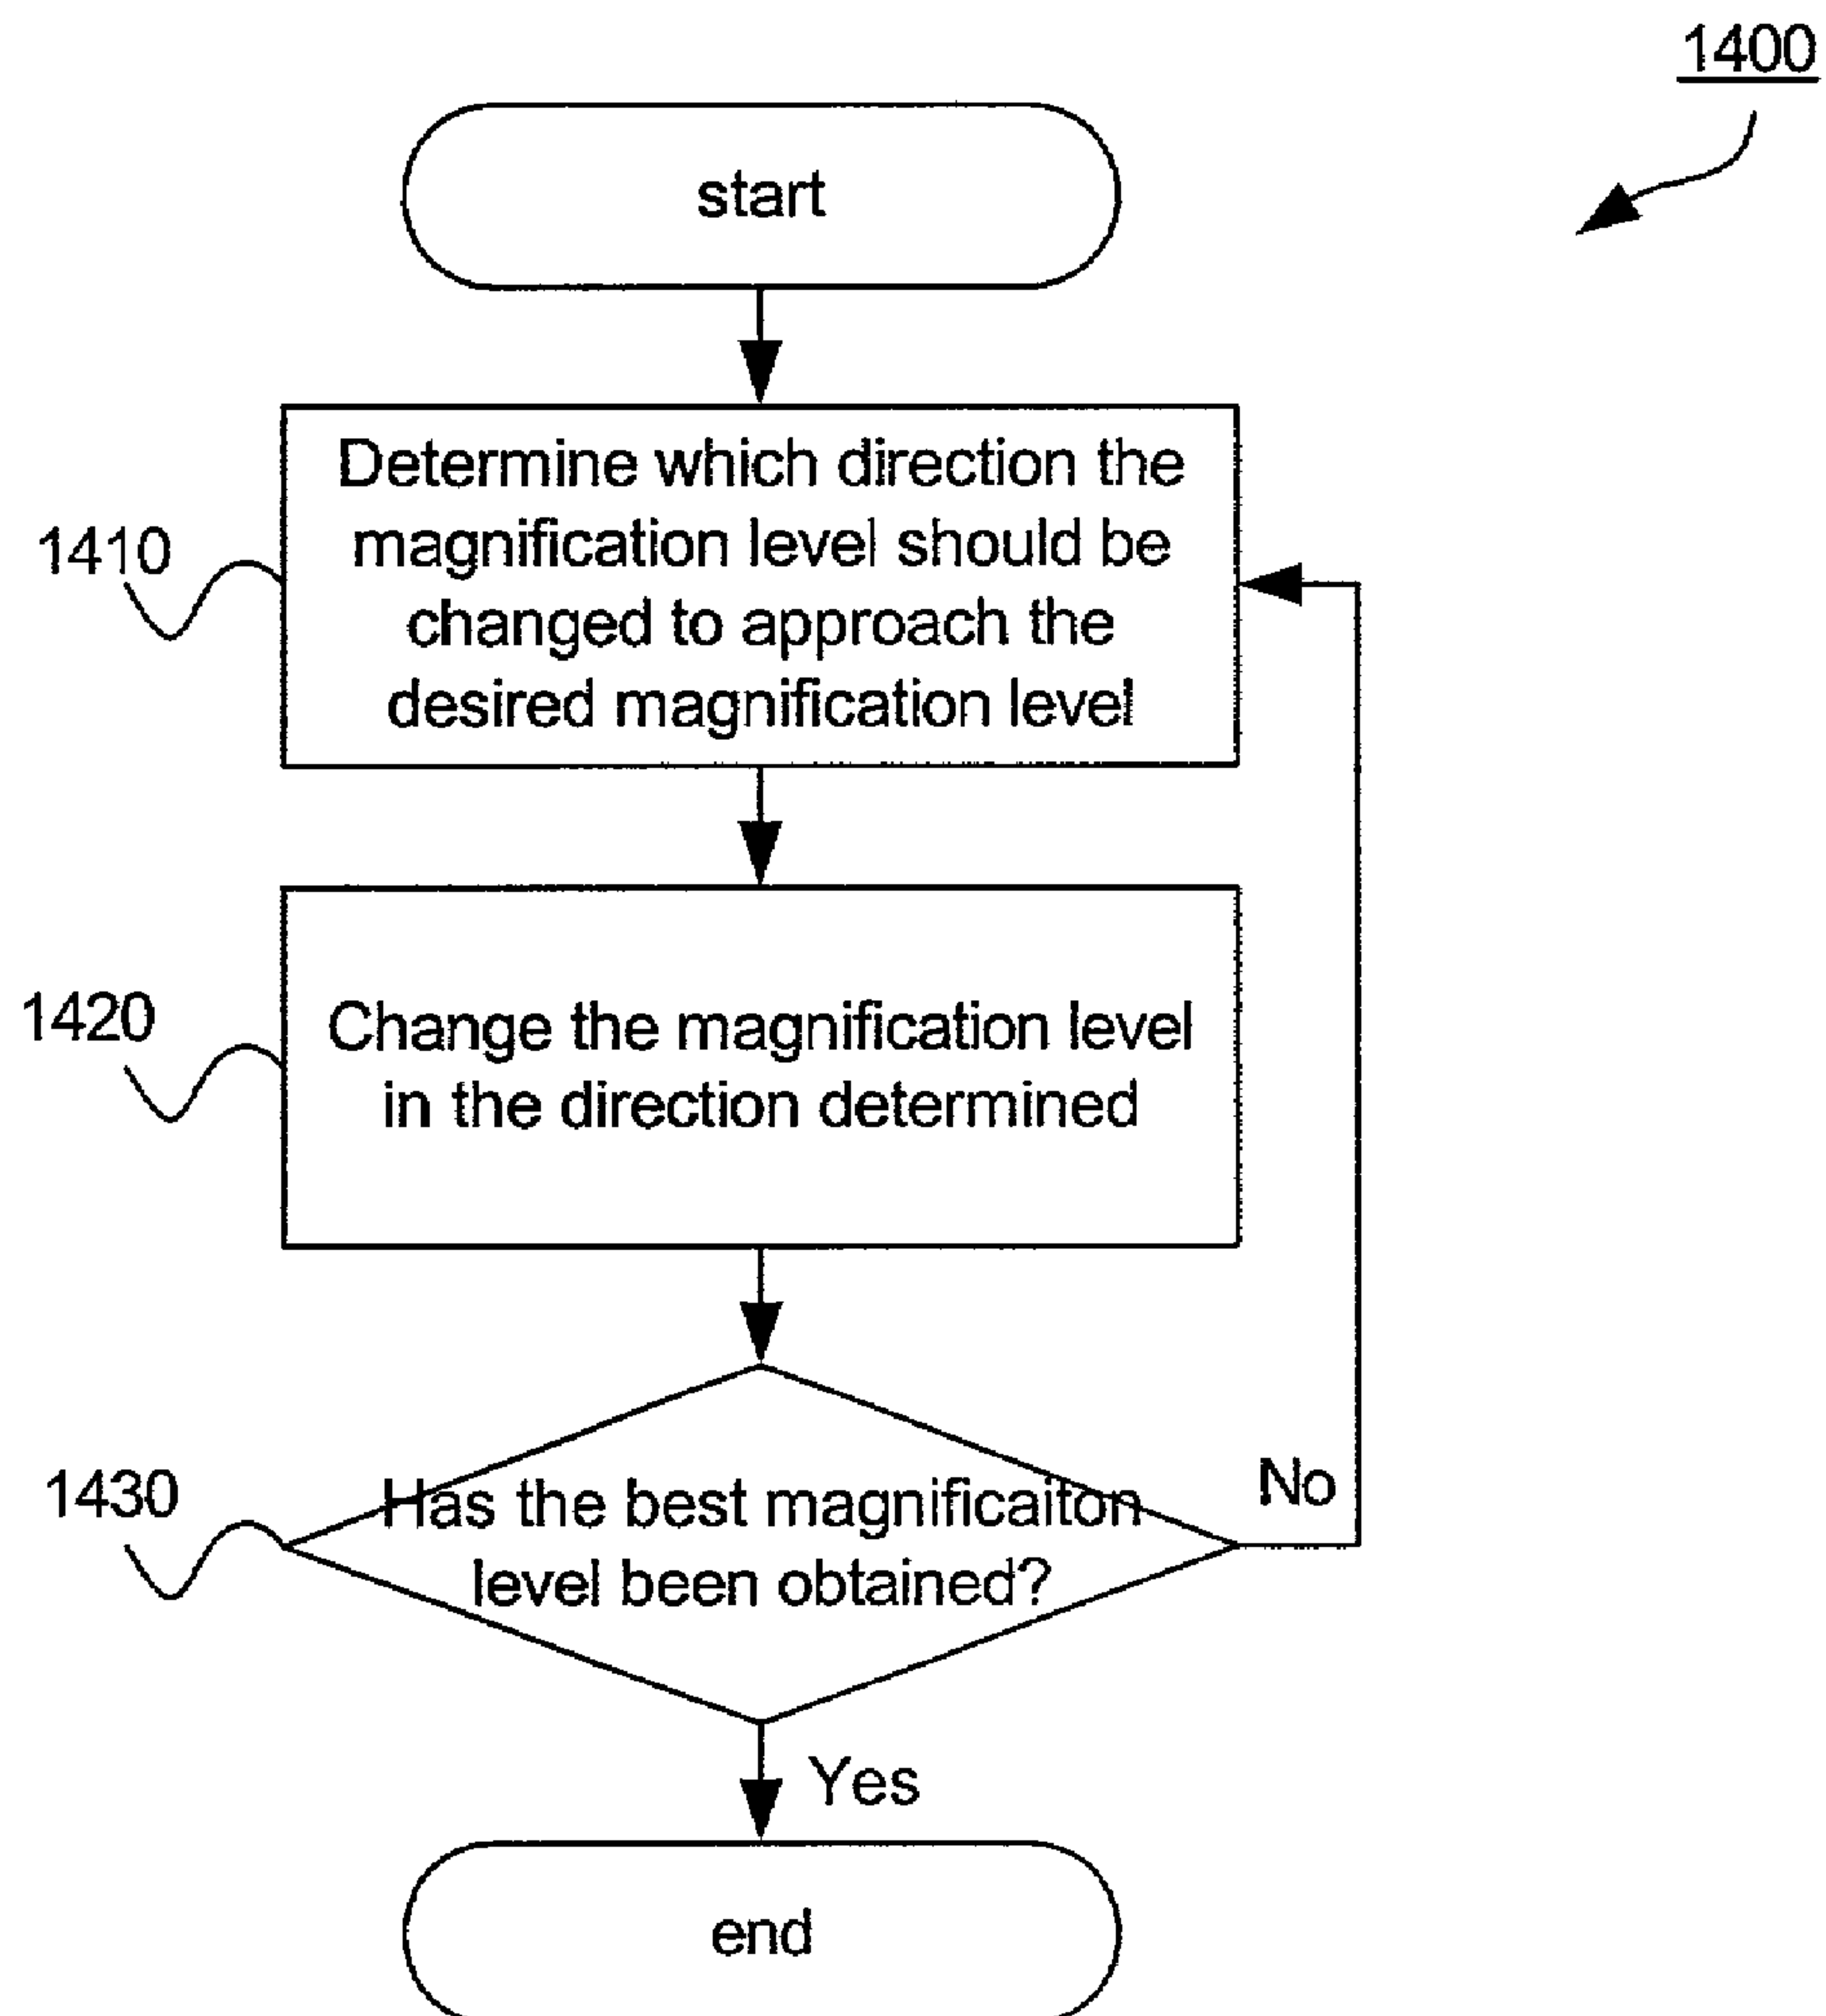 1400
start
1410
Determine which direction the
magnification level should be
changed to approach the
desired magnification level
1420
Change the magnification level
in the direction determined
1430
Has the best magnificaiton
level been obtained?
No
Yes
end